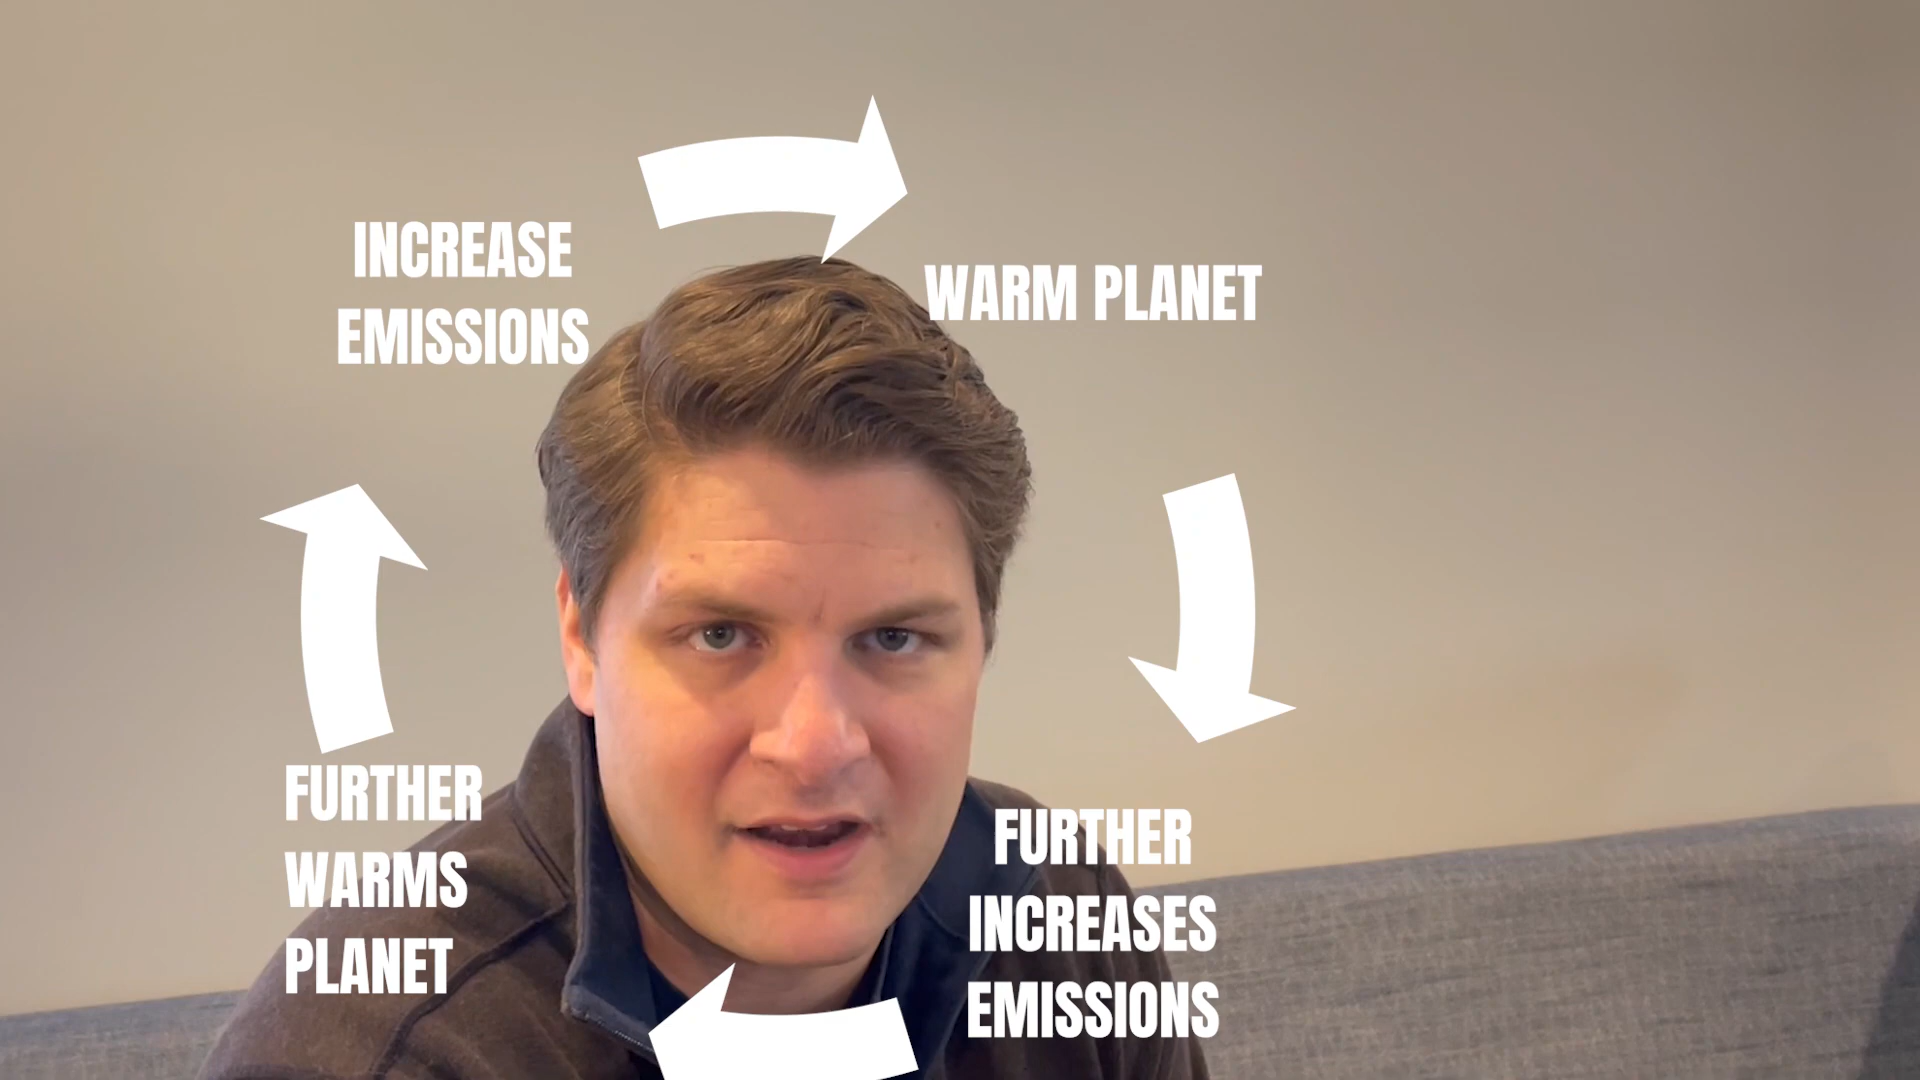 INCREASE
EMISSIONS
WARM PLANET
FURTHER
INCREASES
EMISSIONS
FURTHER
WARMS
PLANET